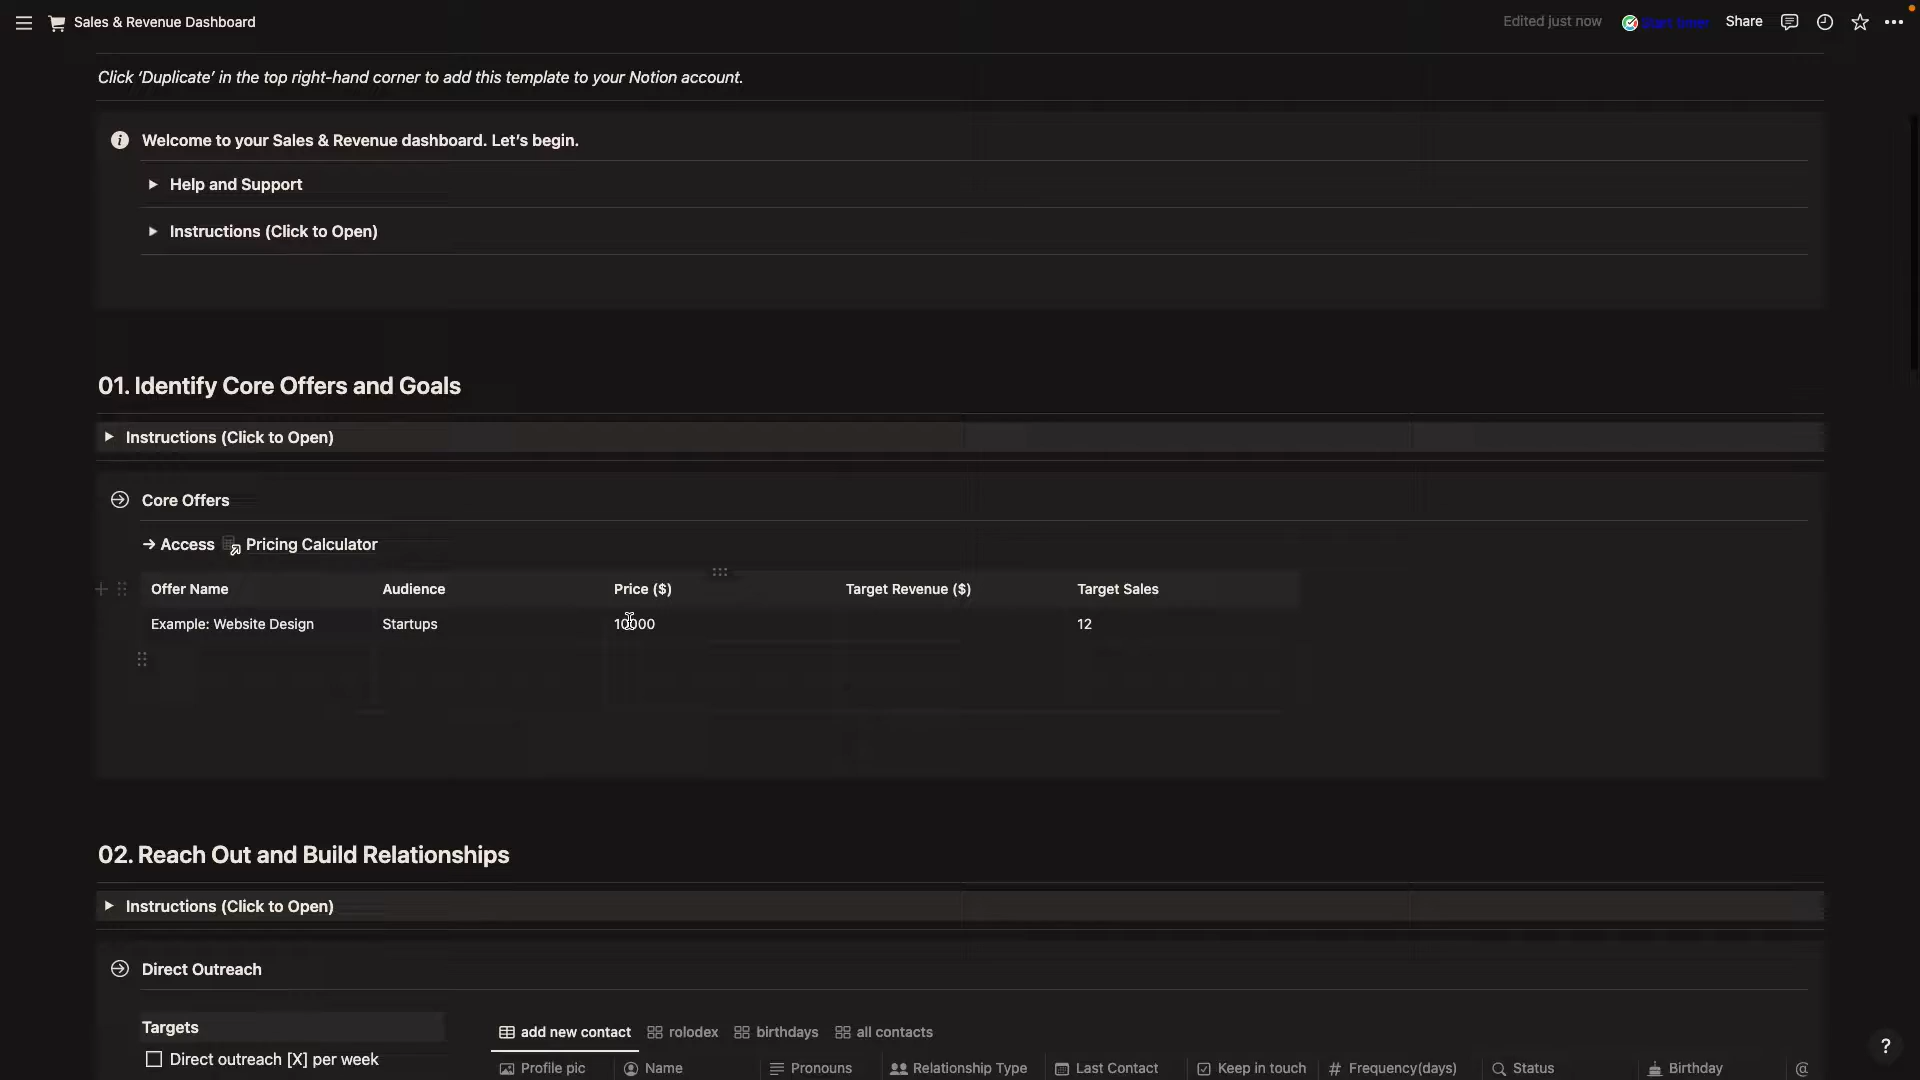 Sales & Revenue Dashboard
Edited just now
Start timer
Share
Click ‘Duplicate’ in the top right-hand corner to add this template to your Notion account.
Welcome to your Sales & Revenue dashboard. Let’s begin.
Help and Support
Instructions (Click to Open)
01. Identify Core Offers and Goals
Instructions (Click to Open)
Core Offers
→ Access Pricing Calculator
Offer Name Audience Price ($) Target Revenue ($) Target Sales
Example: Website Design Startups 10000 12
02. Reach Out and Build Relationships
Instructions (Click to Open)
Direct Outreach
Targets
Direct outreach [X] per week
add new contact rolodex birthdays all contacts
Profile pic Name Pronouns Relationship Type Last Contact Keep in touch # Frequency(days) Status Birthday @
?